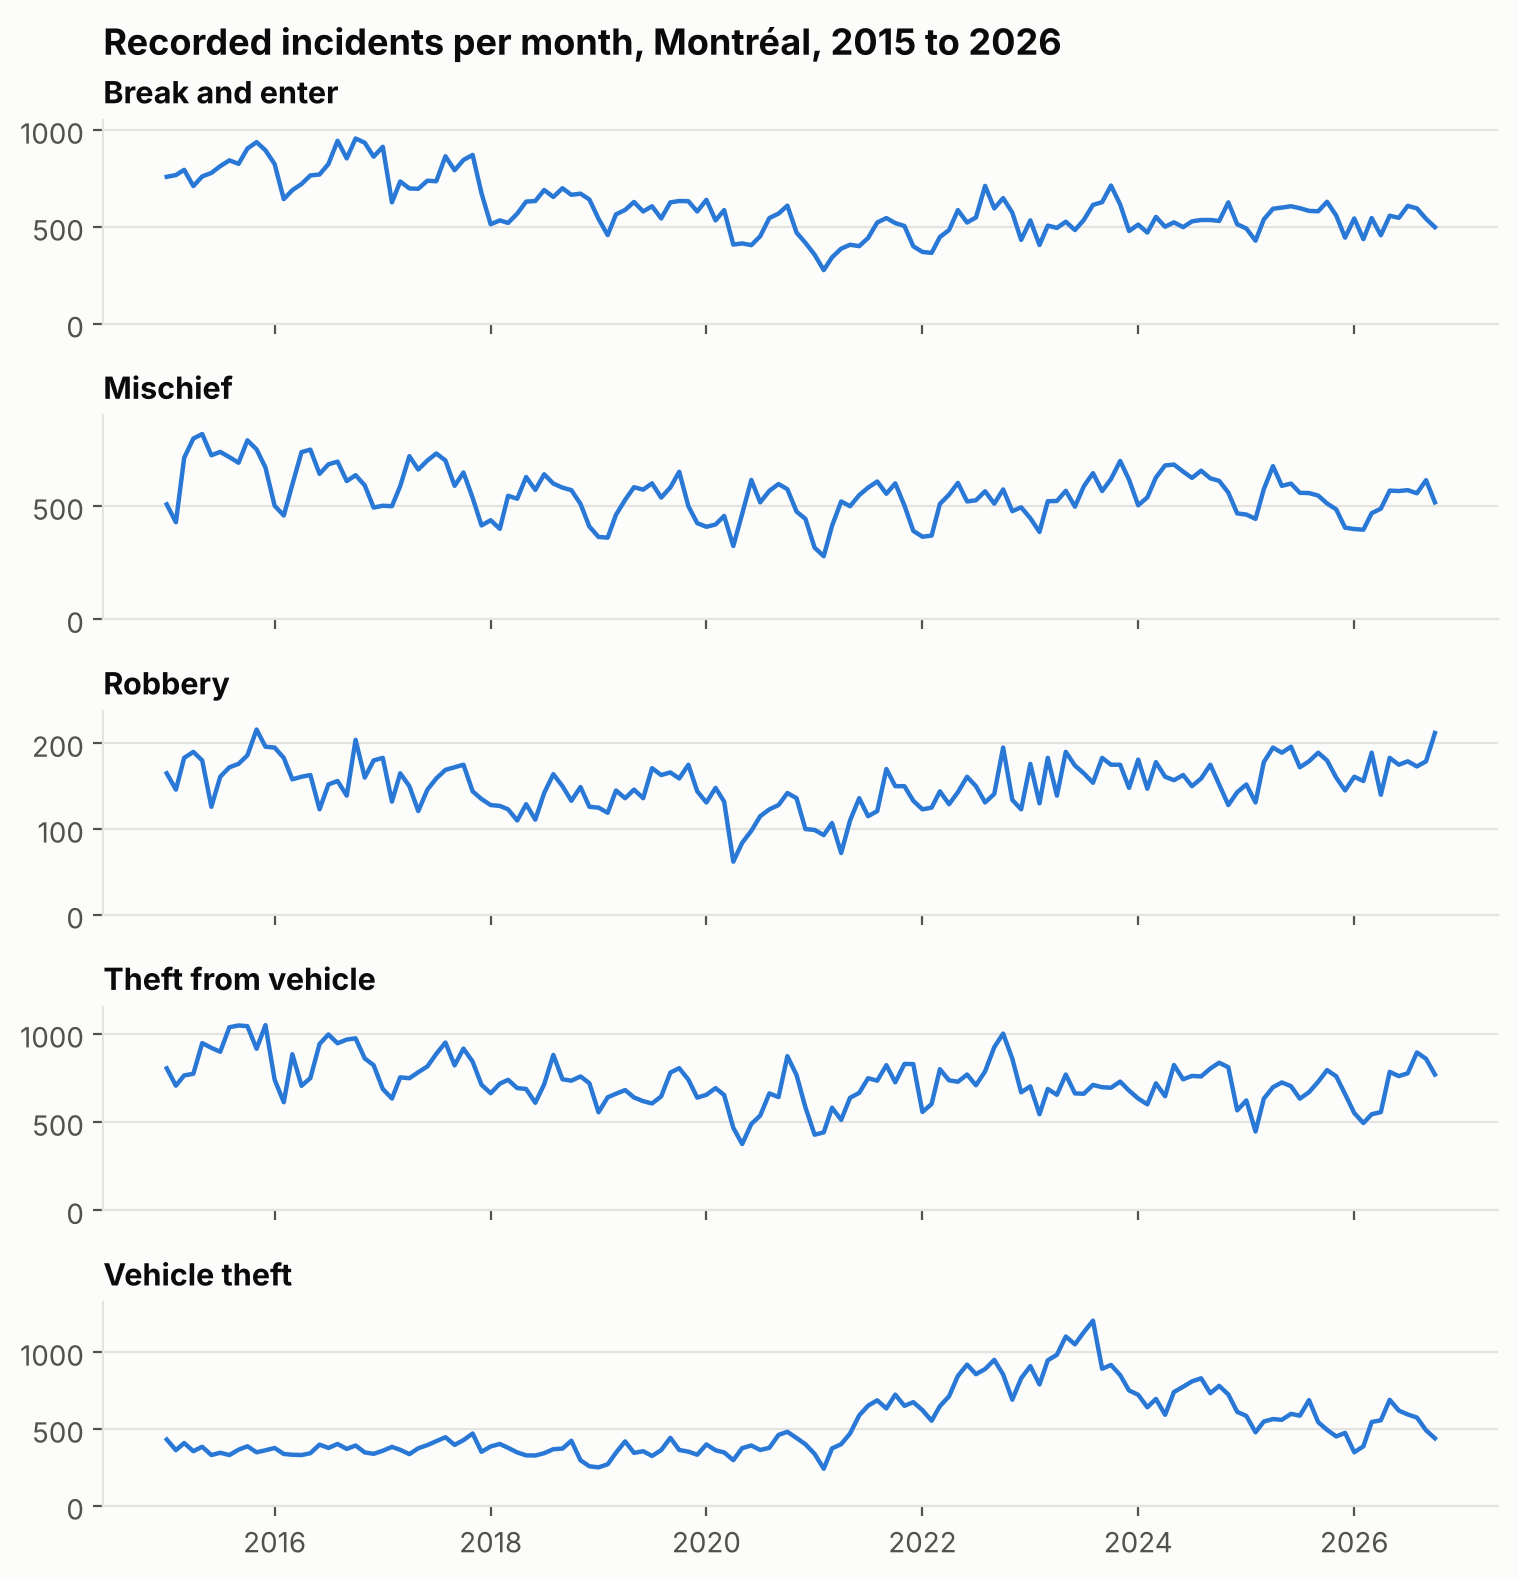 Recorded incidents per month, Montréal, 2015 to 2026
Break and enter
1000
500
0
Mischief
500
0
Robbery
200
100
0
Theft from vehicle
1000
500
0
Vehicle theft
1000
500
0
2016 2018 2020 2022 2024 2026